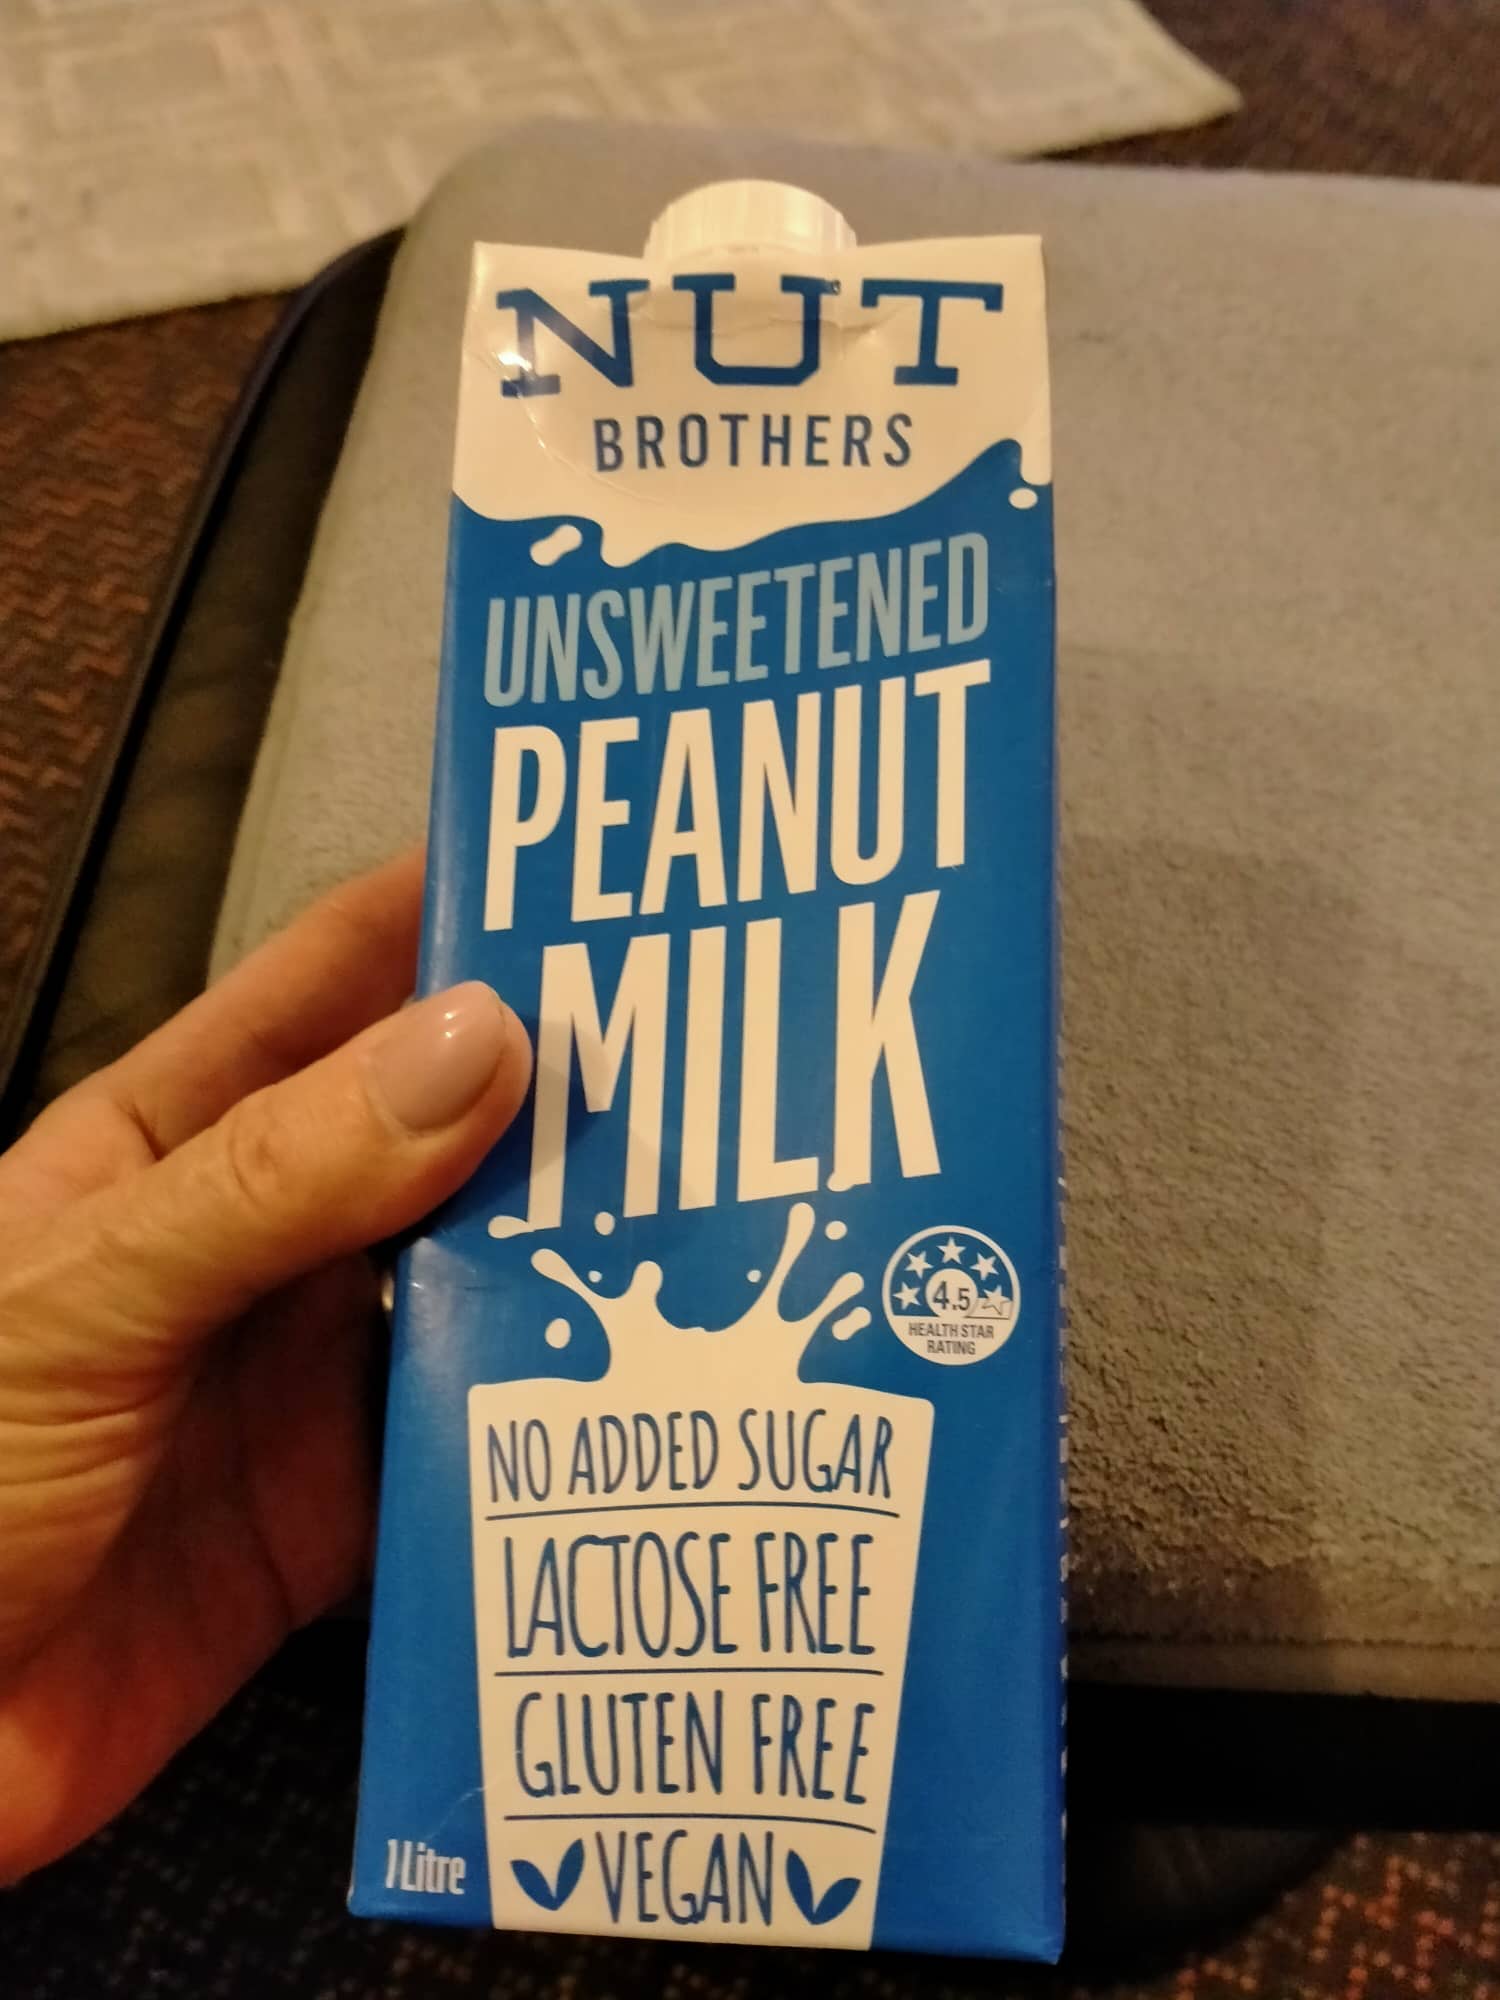 NUT
BROTHERS
UNSWEETENED
PEANUT
MILK
4.5
HEALTH STAR
RATING
NO ADDED SUGAR
LACTOSE FREE
GLUTEN FREE
VEGAN
1 Litre